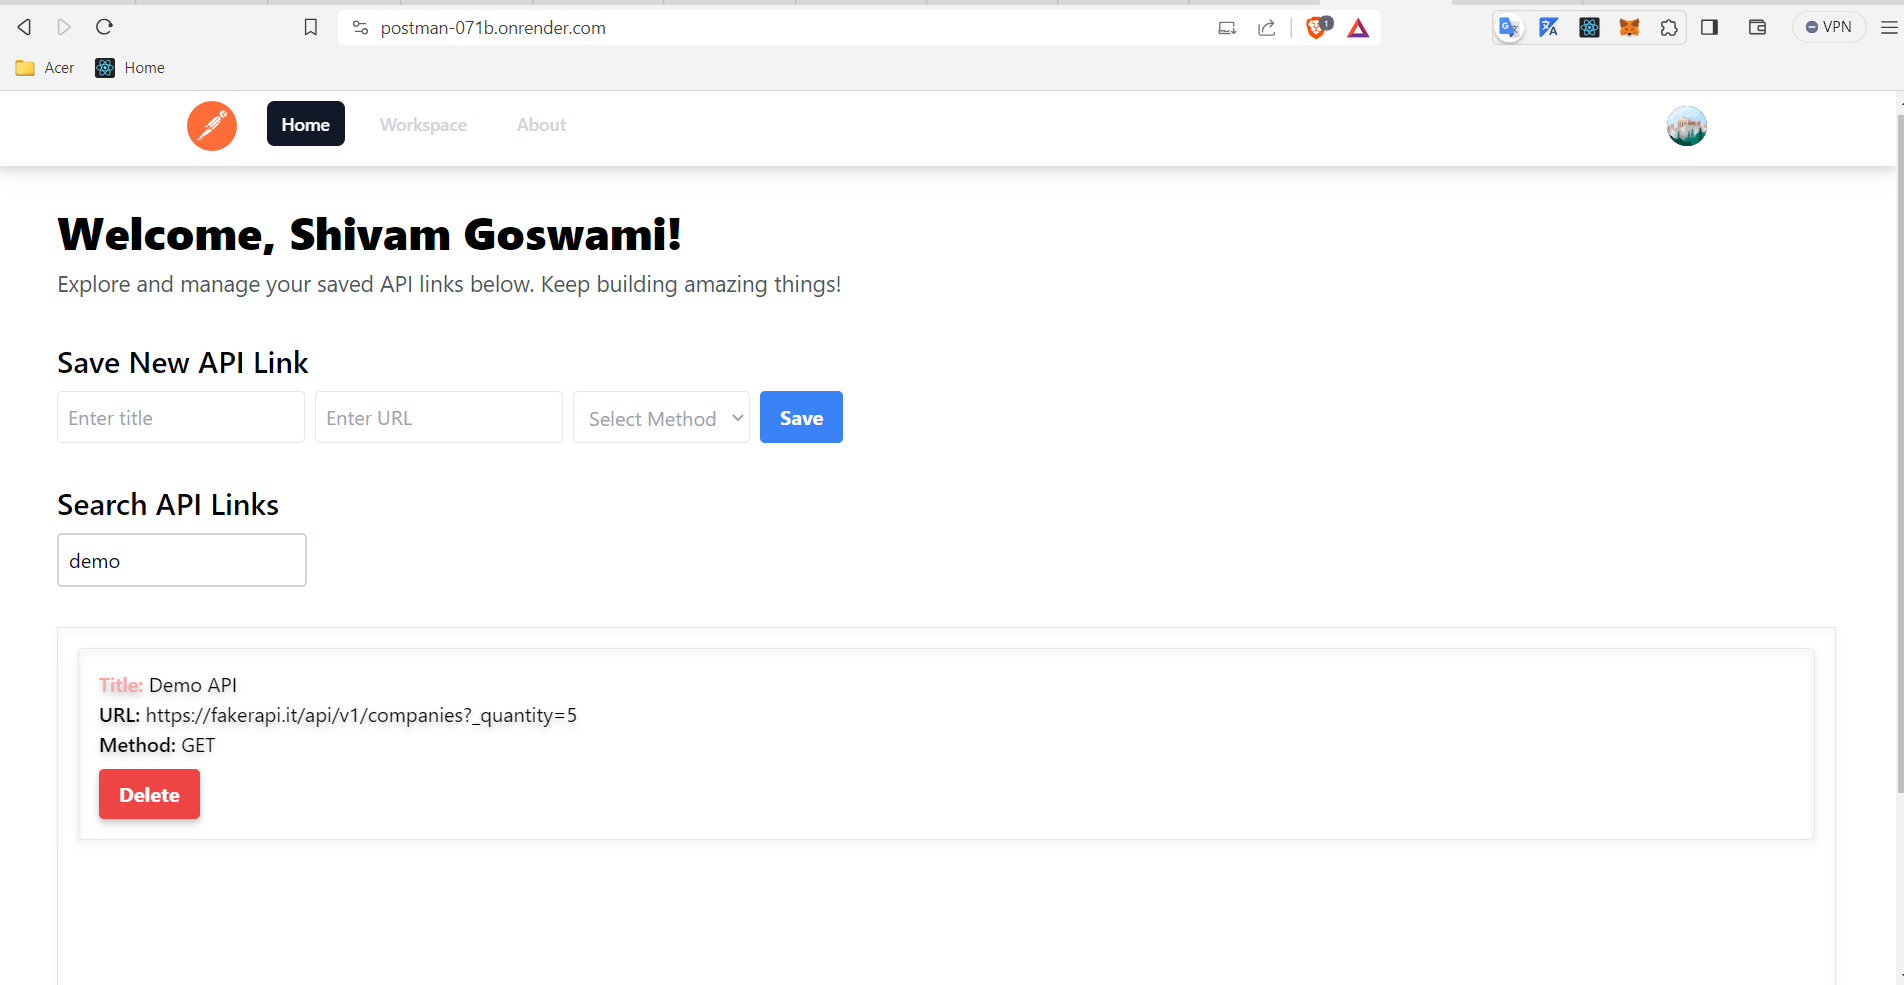 postman-071b.onrender.com
1
VPN
Acer
Home
Home
Workspace
About
Welcome, Shivam Goswami!
Explore and manage your saved API links below. Keep building amazing things!
Save New API Link
Enter title
Enter URL
Select Method
Save
Search API Links
demo
Title: Demo API
URL: https://fakerapi.it/api/v1/companies?_quantity=5
Method: GET
Delete